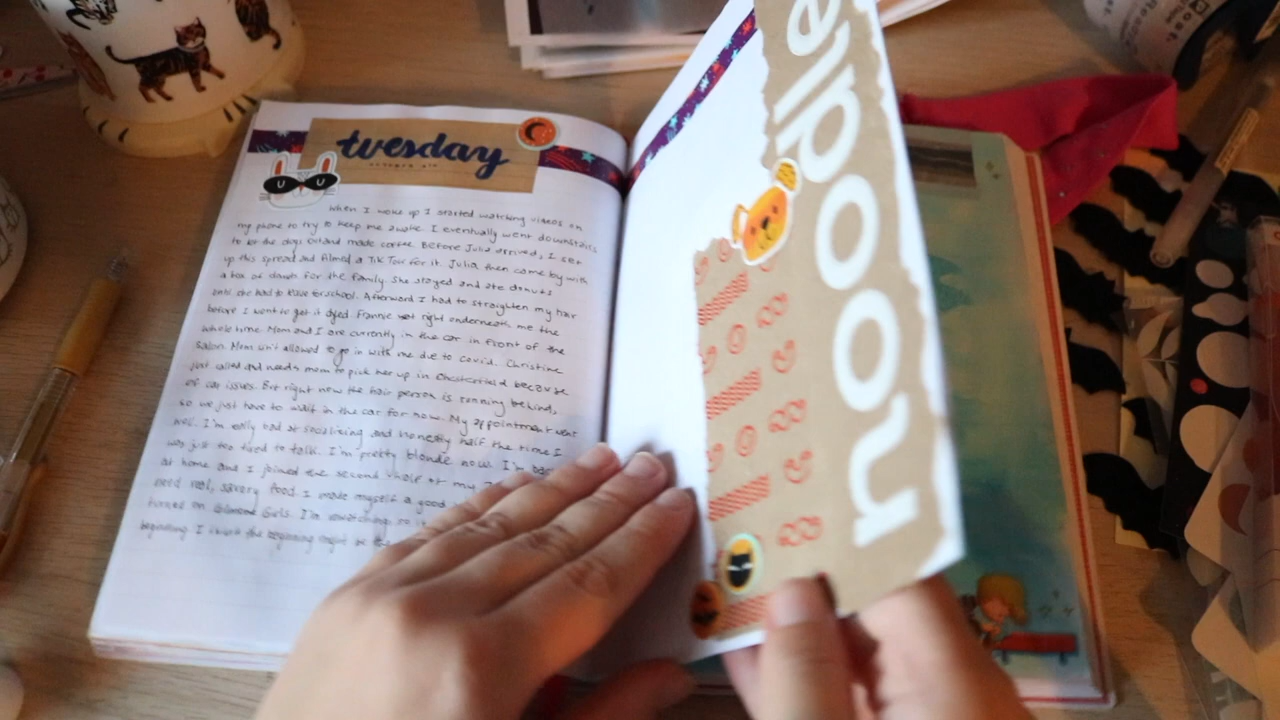 tuesday
When I woke up I started watching videos on
my phone to try to keep me awake. I eventually went downstairs
to let the dogs out and made coffee. Before Julia arrived, I set
up this spread and filmed a Tik Tok for it. Julia then came by with
a box of donuts for the family. She stayed and ate donuts
until she had to leave for school. Afterward I had to straighten my hair
before I went to get it dyed. Frannie sat right underneath me the
whole time. Mom and I are currently in the car in front of the
salon. Mom isn't allowed to go in with me due to covid. Christine
just called and needs mom to pick her up in Chesterfield because
of car issues. But right now the hair person is running behind,
so we just have to wait in the car for now. My appointment went
well. I'm really bad at socializing and honestly half the time I
was just too tired to talk. I'm pretty blonde now. I'm
at home and I joined the second half of my
need real, savory food I made myself a good
turned on Gilmore Girls. I'm rewatching so
beginning. I think the beginning might be the
noodle